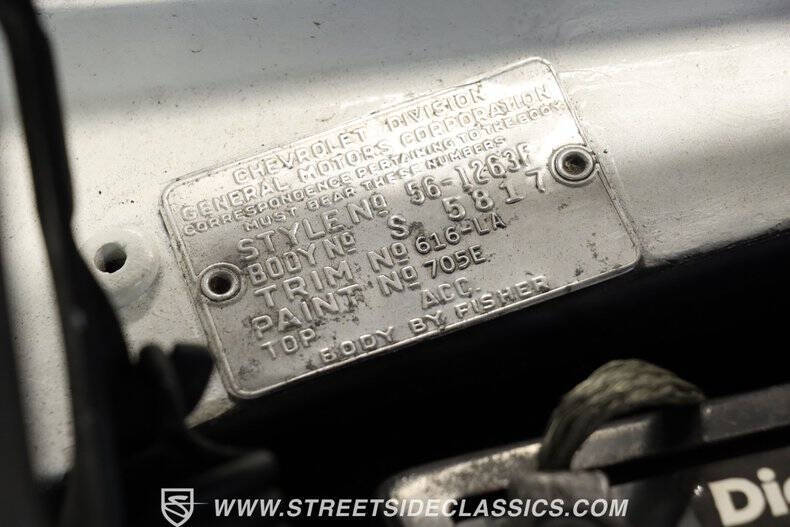 CHEVROLET DIVISION
GENERAL MOTORS CORPORATION
CORRESPONDENCE PERTAINING TO THE BODY
MUST BEAR THESE NUMBERS
STYLE NO 56-1263F
BODY NO S 5817
TRIM NO 616-LA
PAINT NO 705E
TOP ACC.
BODY BY FISHER
Di
WWW.STREETSIDECLASSICS.COM